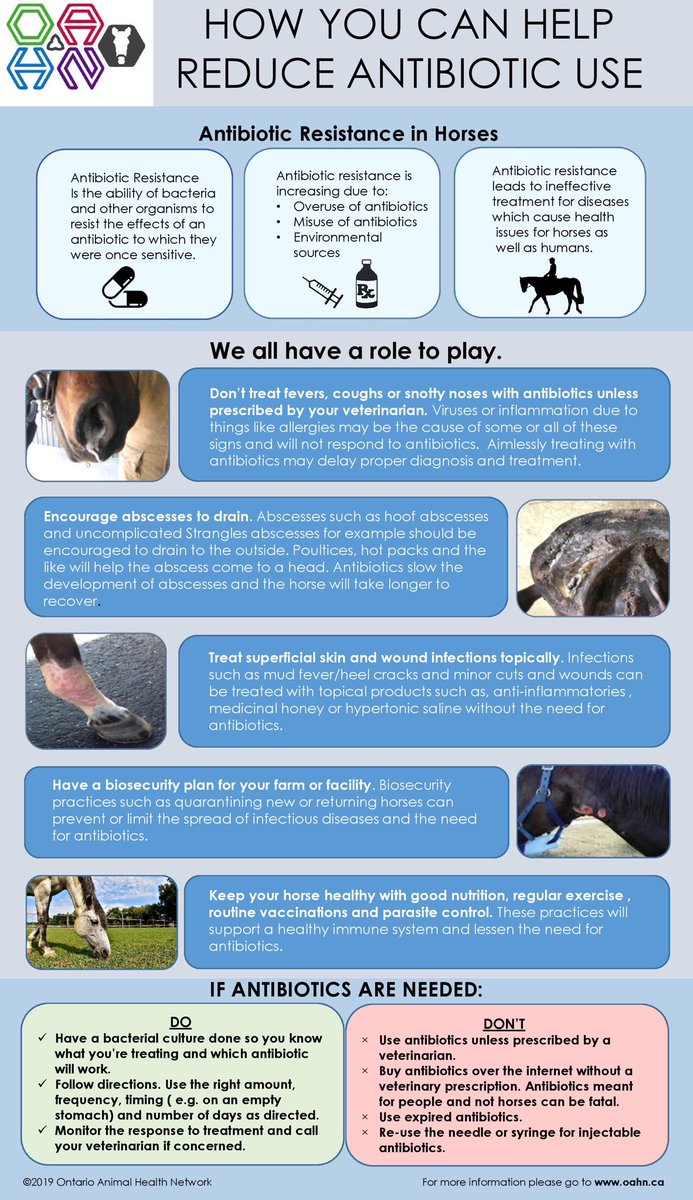 OA
HN
HOW YOU CAN HELP
REDUCE ANTIBIOTIC USE
Antibiotic Resistance in Horses
Antibiotic Resistance
Is the ability of bacteria
and other organisms to
resist the effects of an
antibiotic to which they
were once sensitive.
Antibiotic resistance is
increasing due to:
• Overuse of antibiotics
• Misuse of antibiotics
• Environmental
sources
Rx
Antibiotic resistance
leads to ineffective
treatment for diseases
which cause health
issues for horses as
well as humans.
We all have a role to play.
Don't treat fevers, coughs or snotty noses with antibiotics unless
prescribed by your veterinarian. Viruses or inflammation due to
things like allergies may be the cause of some or all of these
signs and will not respond to antibiotics. Aimlessly treating with
antibiotics may delay proper diagnosis and treatment.
Encourage abscesses to drain. Abscesses such as hoof abscesses
and uncomplicated Strangles abscesses for example should be
encouraged to drain to the outside. Poultices, hot packs and the
like will help the abscess come to a head. Antibiotics slow the
development of abscesses and the horse will take longer to
recover.
Treat superficial skin and wound infections topically. Infections
such as mud fever/heel cracks and minor cuts and wounds can
be treated with topical products such as, anti-inflammatories ,
medicinal honey or hypertonic saline without the need for
antibiotics.
Have a biosecurity plan for your farm or facility. Biosecurity
practices such as quarantining new or returning horses can
prevent or limit the spread of infectious diseases and the need
for antibiotics.
Keep your horse healthy with good nutrition, regular exercise ,
routine vaccinations and parasite control. These practices will
support a healthy immune system and lessen the need for
antibiotics.
IF ANTIBIOTICS ARE NEEDED:
DO
✓ Have a bacterial culture done so you know
what you're treating and which antibiotic
will work.
✓ Follow directions. Use the right amount,
frequency, timing ( e.g. on an empty
stomach) and number of days as directed.
✓ Monitor the response to treatment and call
your veterinarian if concerned.
DON'T
× Use antibiotics unless prescribed by a
veterinarian.
× Buy antibiotics over the internet without a
veterinary prescription. Antibiotics meant
for people and not horses can be fatal.
× Use expired antibiotics.
× Re-use the needle or syringe for injectable
antibiotics.
©2019 Ontario Animal Health Network
For more information please go to www.oahn.ca